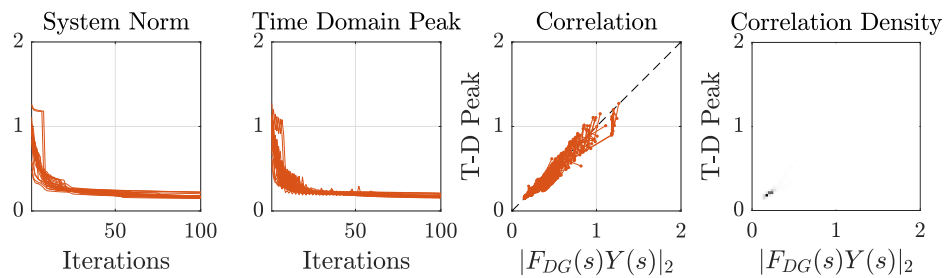 System Norm
2
1
0
50
100
Iterations
Time Domain Peak
2
1
0
50
100
Iterations
Correlation
T-D Peak
2
1
0
0
1
2
|F_{DG}(s)Y(s)|_2
Correlation Density
T-D Peak
2
1
0
0
1
2
|F_{DG}(s)Y(s)|_2